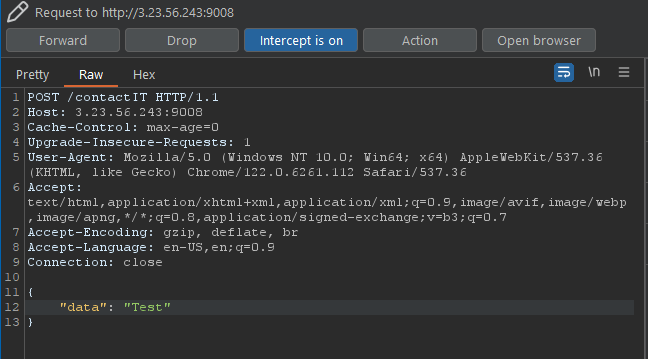 Request to http://3.23.56.243:9008
Forward Drop Intercept is on Action Open browser
Pretty Raw Hex \n
1 POST /contactIT HTTP/1.1
2 Host: 3.23.56.243:9008
3 Cache-Control: max-age=0
4 Upgrade-Insecure-Requests: 1
5 User-Agent: Mozilla/5.0 (Windows NT 10.0; Win64; x64) AppleWebKit/537.36
(KHTML, like Gecko) Chrome/122.0.6261.112 Safari/537.36
6 Accept:
text/html,application/xhtml+xml,application/xml;q=0.9,image/avif,image/webp
,image/apng,*/*;q=0.8,application/signed-exchange;v=b3;q=0.7
7 Accept-Encoding: gzip, deflate, br
8 Accept-Language: en-US,en;q=0.9
9 Connection: close
10
11 {
12 "data": "Test"
13 }